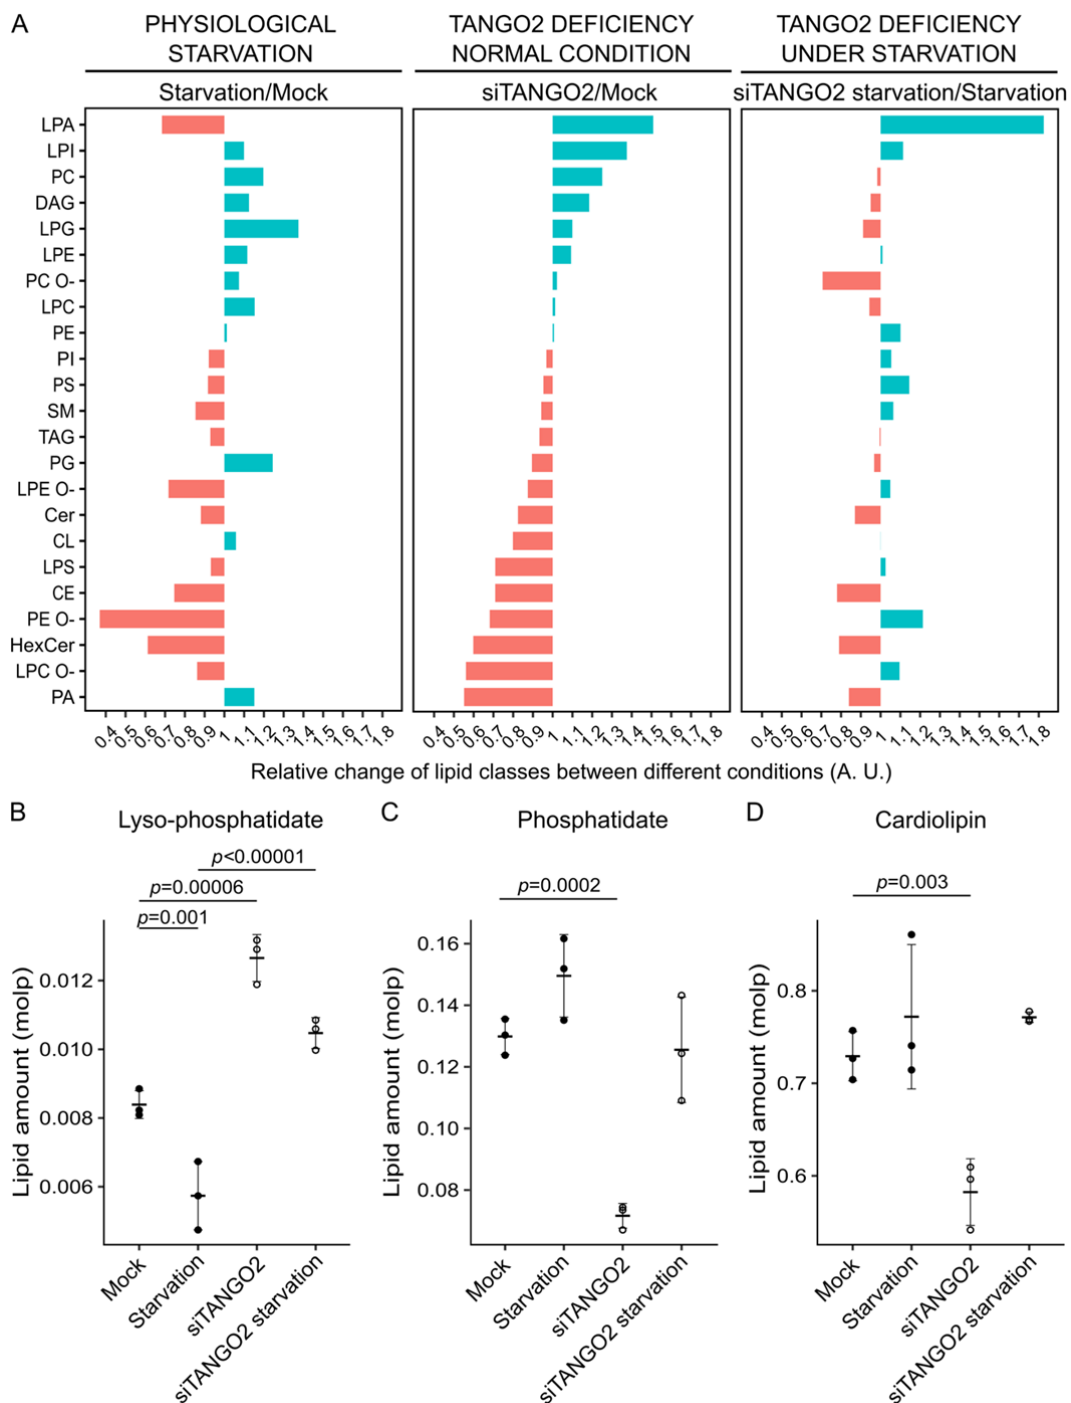 A
PHYSIOLOGICAL
STARVATION
TANGO2 DEFICIENCY
NORMAL CONDITION
TANGO2 DEFICIENCY
UNDER STARVATION
Starvation/Mock
siTANGO2/Mock
siTANGO2 starvation/Starvation
LPA
LPI
PC
DAG
LPG
LPE
PC O-
LPC
PE
PI
PS
SM
TAG
PG
LPE O-
Cer
CL
LPS
CE
PE O-
HexCer
LPC O-
PA
0.4 0.5 0.6 0.7 0.8 0.9 1 1.1 1.2 1.3 1.4 1.5 1.6 1.7 1.8
0.4 0.5 0.6 0.7 0.8 0.9 1 1.1 1.2 1.3 1.4 1.5 1.6 1.7 1.8
0.4 0.5 0.6 0.7 0.8 0.9 1 1.1 1.2 1.3 1.4 1.5 1.6 1.7 1.8
Relative change of lipid classes between different conditions (A. U.)
B
Lyso-phosphatidate
p<0.00001
p=0.00006
p=0.001
Lipid amount (molp)
0.012
0.010
0.008
0.006
Mock
Starvation
siTANGO2
siTANGO2 starvation
C
Phosphatidate
p=0.0002
Lipid amount (molp)
0.16
0.14
0.12
0.10
0.08
Mock
Starvation
siTANGO2
siTANGO2 starvation
D
Cardiolipin
p=0.003
Lipid amount (molp)
0.8
0.7
0.6
Mock
Starvation
siTANGO2
siTANGO2 starvation